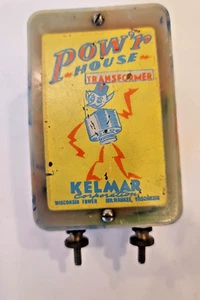 POW'R
HOUSE
TRANSFORMER
KELMAR
Corporation
WISCONSIN TOWER MILWAUKEE, WISCONSIN